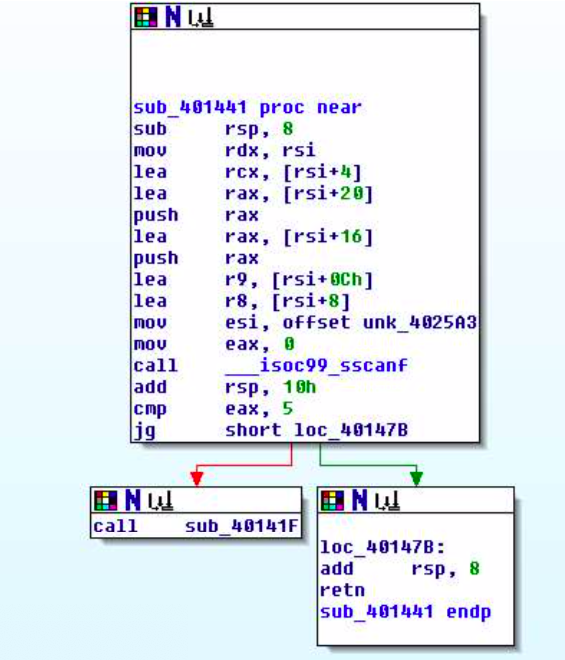 sub_401441 proc near
sub rsp, 8
mov rdx, rsi
lea rcx, [rsi+4]
lea rax, [rsi+20]
push rax
lea rax, [rsi+16]
push rax
lea r9, [rsi+0Ch]
lea r8, [rsi+8]
mov esi, offset unk_4025A3
mov eax, 0
call ___isoc99_sscanf
add rsp, 10h
cmp eax, 5
jg short loc_40147B
call sub_40141F
loc_40147B:
add rsp, 8
retn
sub_401441 endp